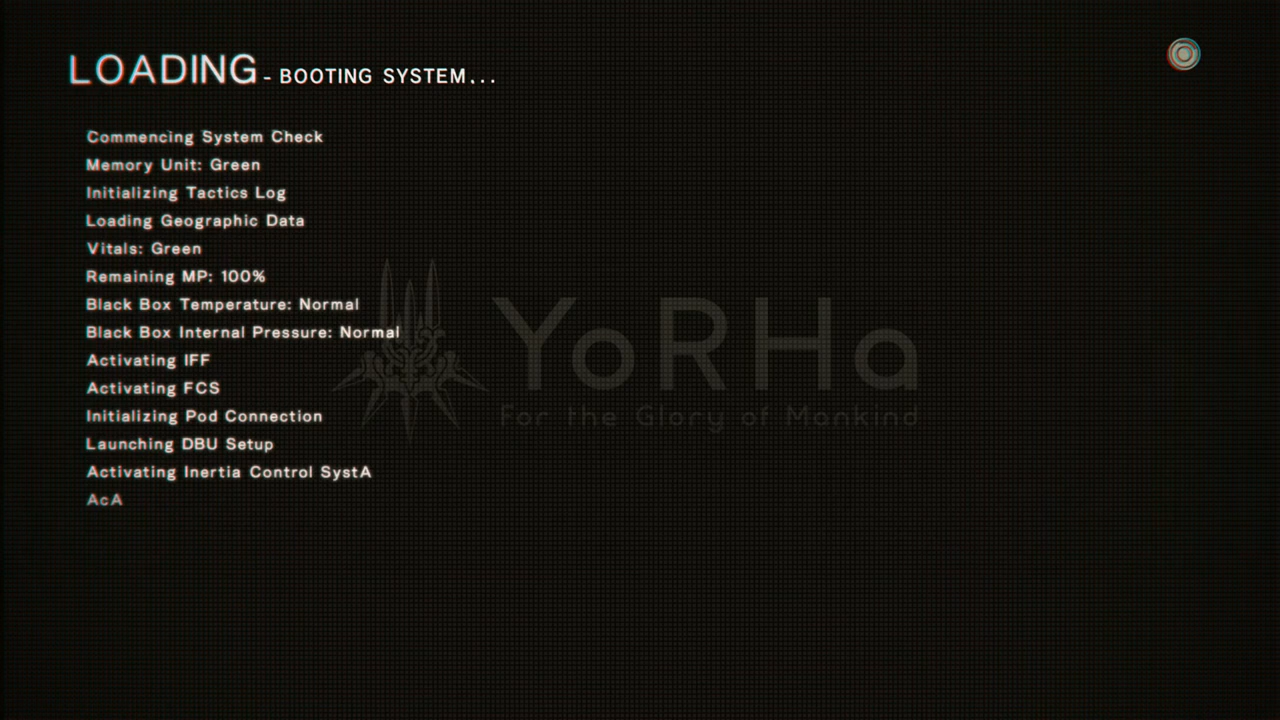 LOADING - BOOTING SYSTEM...
Commencing System Check
Memory Unit: Green
Initializing Tactics Log
Loading Geographic Data
Vitals: Green
Remaining MP: 100%
Black Box Temperature: Normal
Black Box Internal Pressure: Normal
Activating IFF
Activating FCS
Initializing Pod Connection
Launching DBU Setup
Activating Inertia Control SystA
AcA
YoRHa
For the Glory of Mankind